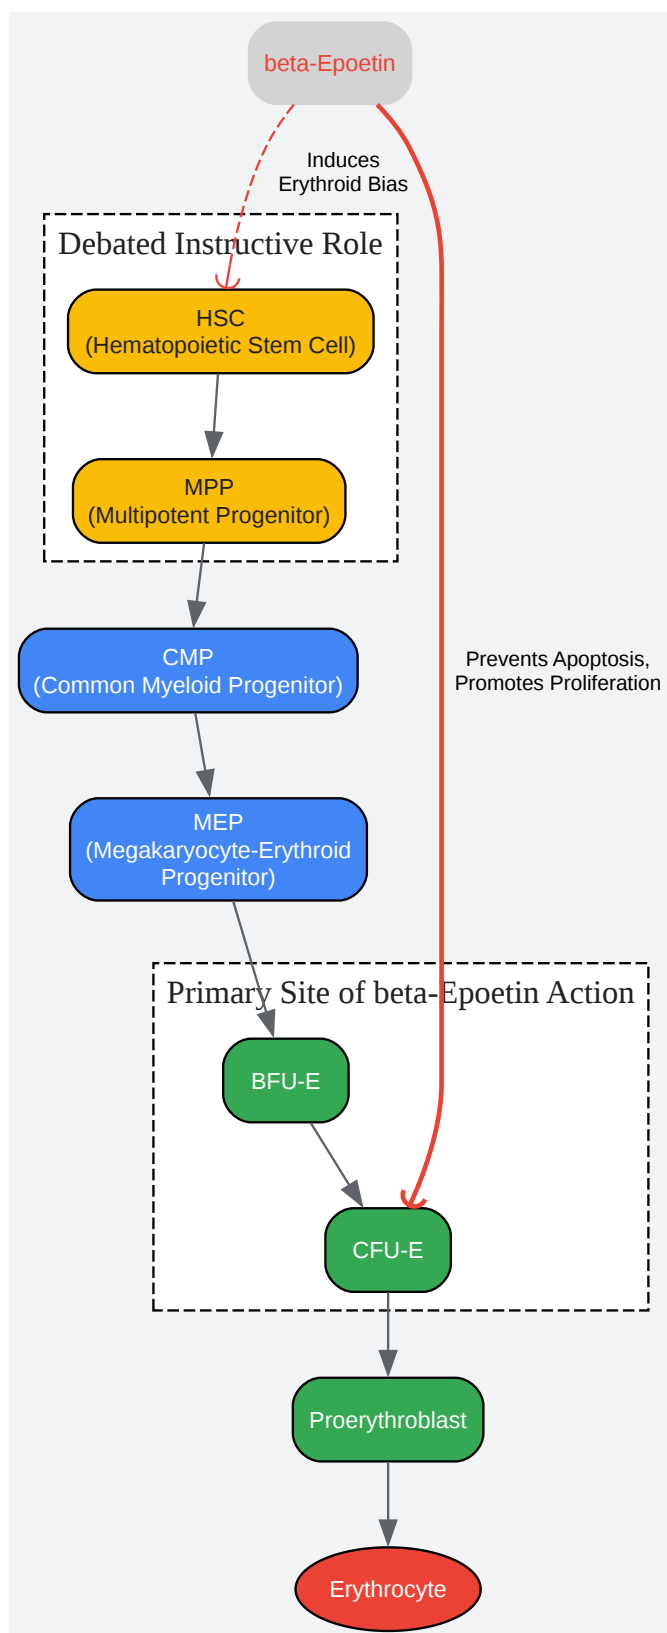 beta-Epoetin
Induces
Erythroid Bias
Debated Instructive Role
HSC
(Hematopoietic Stem Cell)
MPP
(Multipotent Progenitor)
CMP
(Common Myeloid Progenitor)
Prevents Apoptosis,
Promotes Proliferation
MEP
(Megakaryocyte-Erythroid
Progenitor)
Primary Site of beta-Epoetin Action
BFU-E
CFU-E
Proerythroblast
Erythrocyte